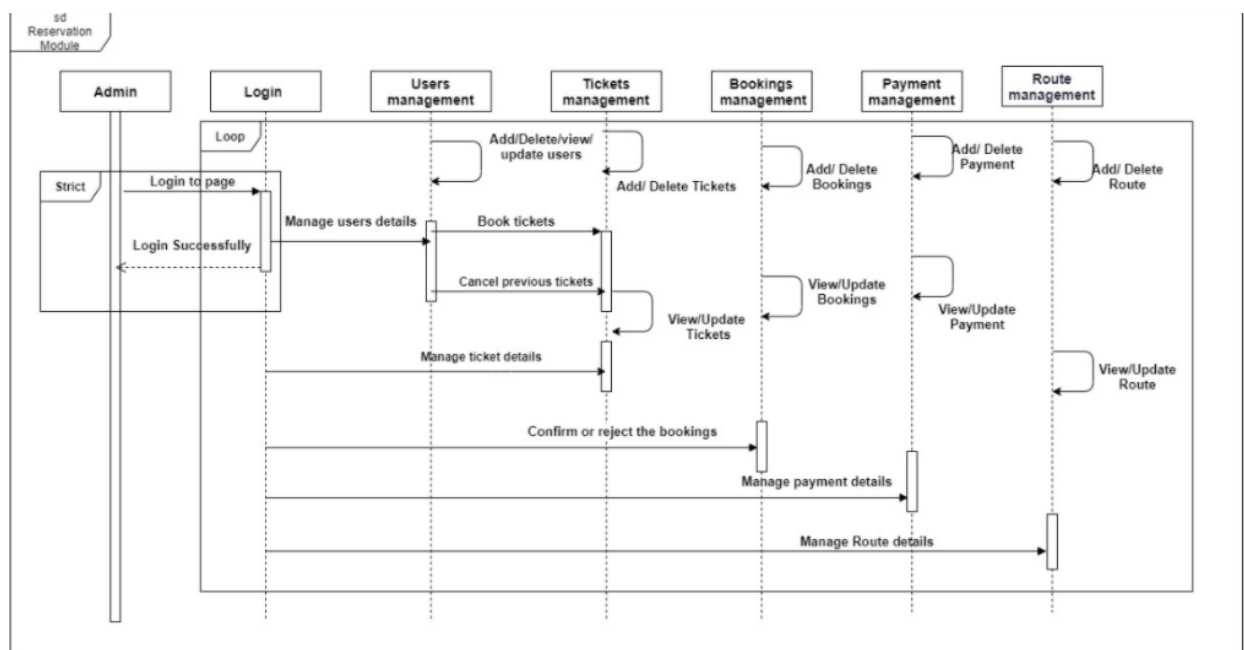 sd
Reservation
Module
Admin
Login
Users
management
Tickets
management
Bookings
management
Payment
management
Route
management
Loop
Add/Delete/view/
update users
Add/ Delete Tickets
Add/ Delete
Bookings
Add/ Delete
Payment
Add/ Delete
Route
Strict
Login to page
Manage users details
Book tickets
Login Successfully
Cancel previous tickets
View/Update
Tickets
View/Update
Bookings
View/Update
Payment
Manage ticket details
View/Update
Route
Confirm or reject the bookings
Manage payment details
Manage Route details